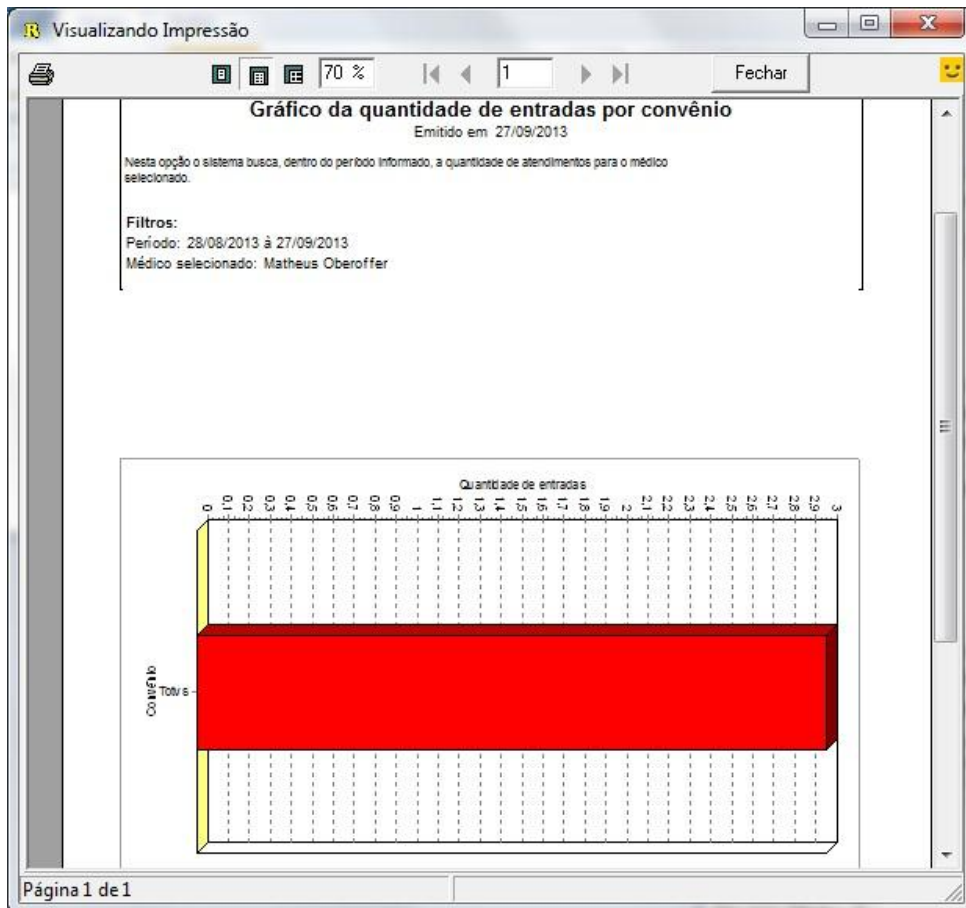 Visualizando Impressão
70 %
1
Fechar
Gráfico da quantidade de entradas por convênio
Emitido em 27/09/2013
Nesta opção o sistema busca, dentro do período informado, a quantidade de atendimentos para o médico
selecionado.
Filtros:
Período: 28/08/2013 à 27/09/2013
Médico selecionado: Matheus Oberoffer
Quantidade de entradas
0 0,1 0,2 0,3 0,4 0,5 0,6 0,7 0,8 0,9 1 1,1 1,2 1,3 1,4 1,5 1,6 1,7 1,8 1,9 2 2,1 2,2 2,3 2,4 2,5 2,6 2,7 2,8 2,9 3
Convênio
Totvs
Página 1 de 1